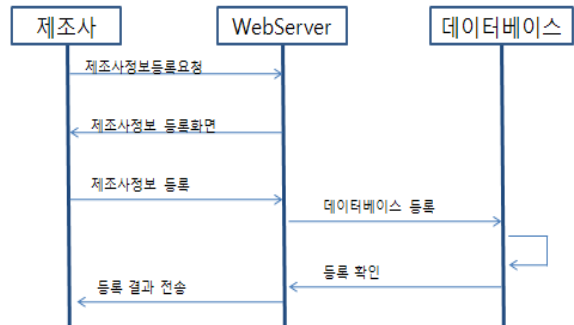 제조사
WebServer
데이터베이스
제조사정보등록요청
제조사정보 등록화면
제조사정보 등록
데이터베이스 등록
등록 확인
등록 결과 전송